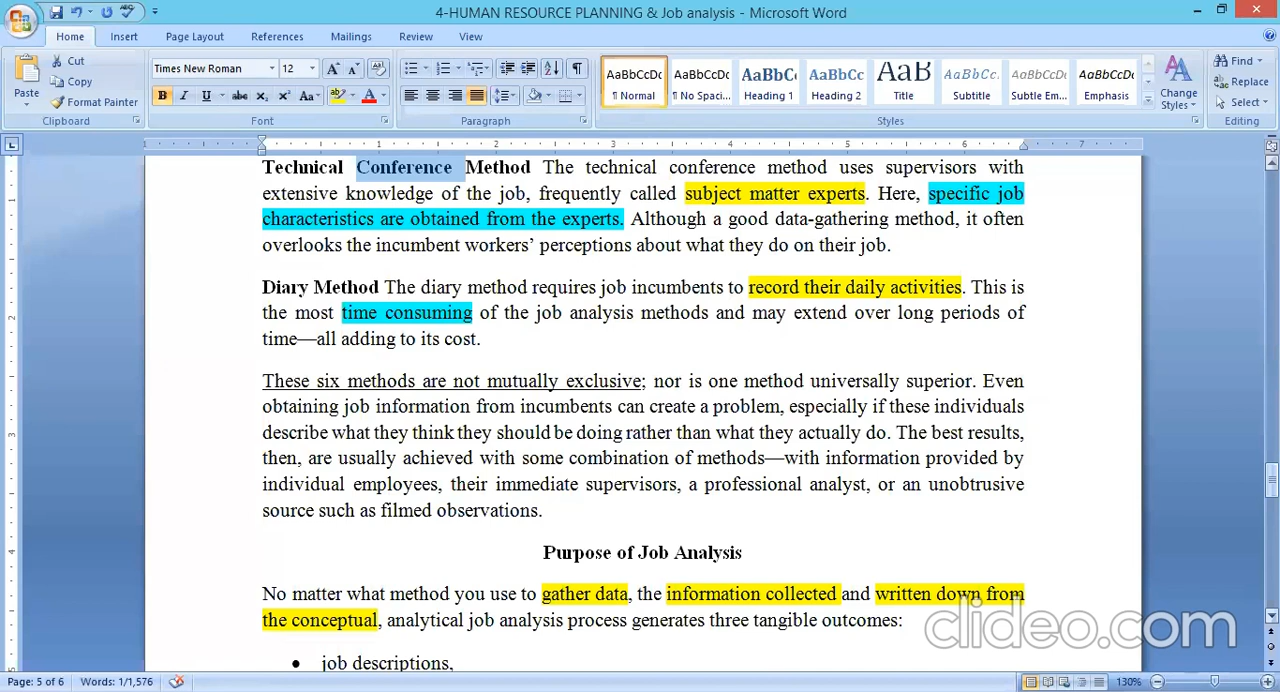 4-HUMAN RESOURCE PLANNING & Job analysis - Microsoft Word
Home Insert Page Layout References Mailings Review View
Paste
Cut
Copy
Format Painter
Clipboard
Times New Roman 12
Font
Paragraph
AaBbCcDc AaBbCcDc AaBbC AaBbCc AaB AaBbCc. AaBbCcDc AaBbCcDc
¶ Normal ¶ No Spaci... Heading 1 Heading 2 Title Subtitle Subtle Em... Emphasis
Change
Styles
Styles
Find
Replace
Select
Editing
Technical Conference Method The technical conference method uses supervisors with
extensive knowledge of the job, frequently called subject matter experts. Here, specific job
characteristics are obtained from the experts. Although a good data-gathering method, it often
overlooks the incumbent workers’ perceptions about what they do on their job.
Diary Method The diary method requires job incumbents to record their daily activities. This is
the most time consuming of the job analysis methods and may extend over long periods of
time—all adding to its cost.
These six methods are not mutually exclusive; nor is one method universally superior. Even
obtaining job information from incumbents can create a problem, especially if these individuals
describe what they think they should be doing rather than what they actually do. The best results,
then, are usually achieved with some combination of methods—with information provided by
individual employees, their immediate supervisors, a professional analyst, or an unobtrusive
source such as filmed observations.
Purpose of Job Analysis
No matter what method you use to gather data, the information collected and written down from
the conceptual, analytical job analysis process generates three tangible outcomes:
• job descriptions,
clideo.com
Page: 5 of 6 Words: 1/1,576 130%